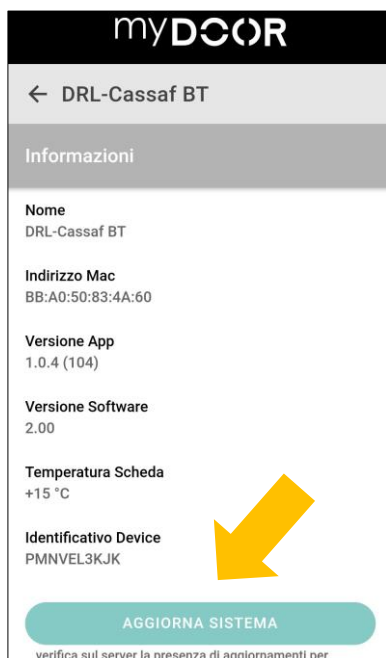 myDOOR
← DRL-Cassaf BT
Informazioni
Nome
DRL-Cassaf BT
Indirizzo Mac
BB:A0:50:83:4A:60
Versione App
1.0.4 (104)
Versione Software
2.00
Temperatura Scheda
+15 °C
Identificativo Device
PMNVEL3KJK
AGGIORNA SISTEMA
verifica sul server la presenza di aggiornamenti per